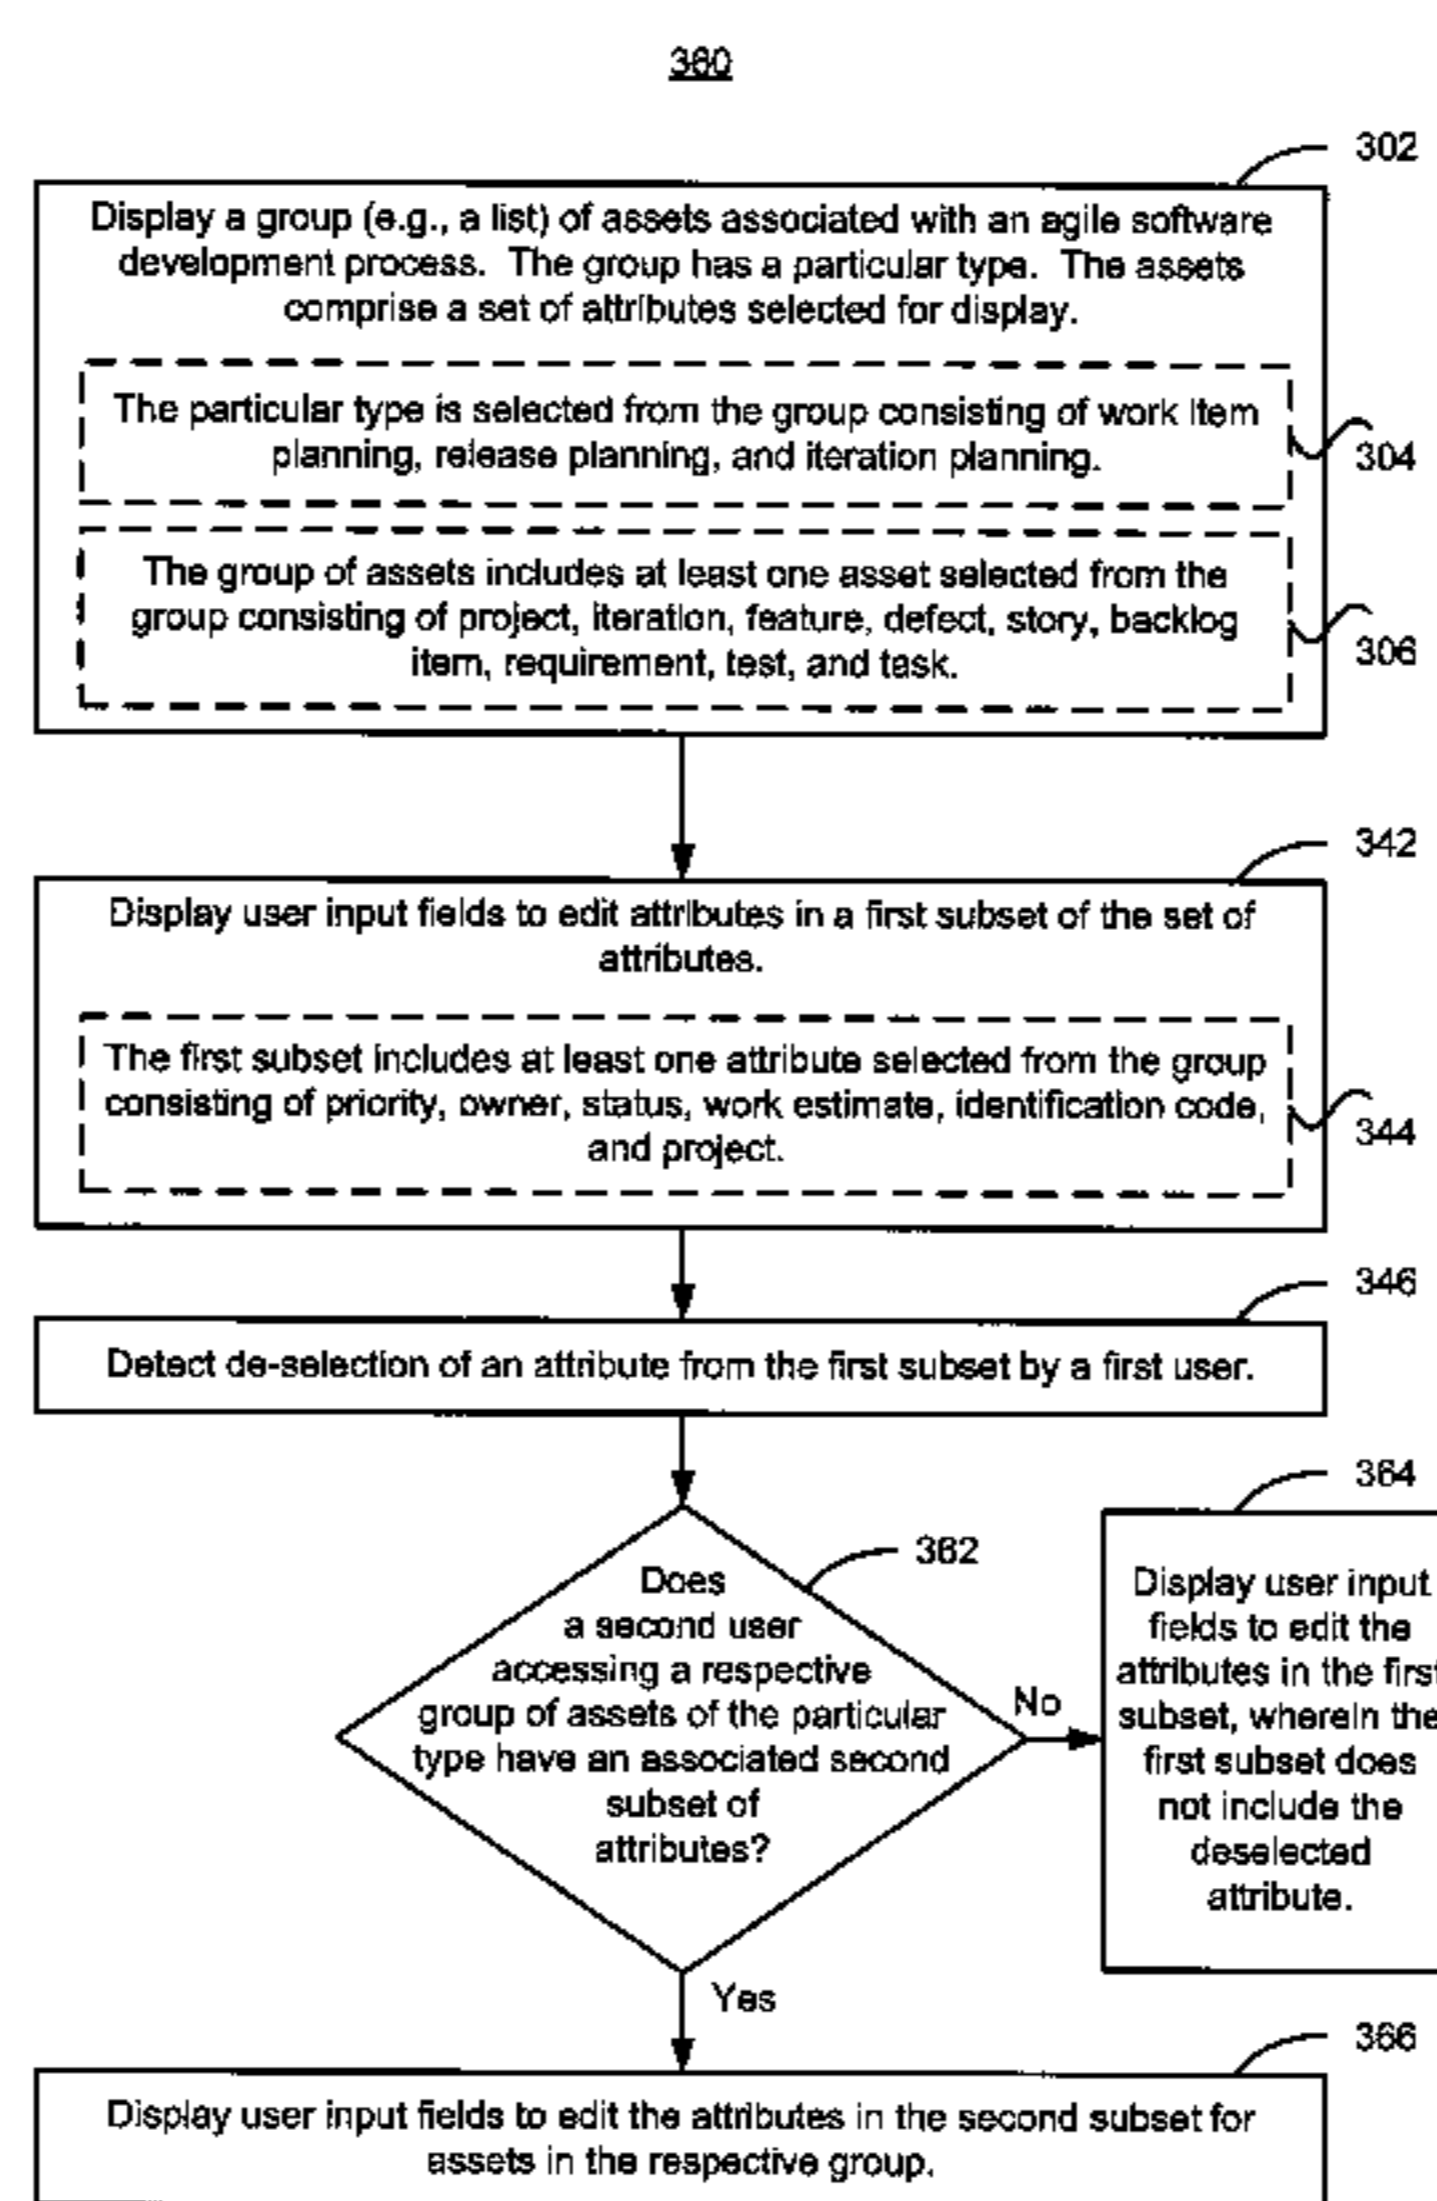 360
302
Display a group (e.g., a list) of assets associated with an agile software
development process. The group has a particular type. The assets
comprise a set of attributes selected for display.
The particular type is selected from the group consisting of work item
planning, release planning, and iteration planning.
304
The group of assets includes at least one asset selected from the
group consisting of project, iteration, feature, defect, story, backlog
item, requirement, test, and task.
306
342
Display user input fields to edit attributes in a first subset of the set of
attributes.
The first subset includes at least one attribute selected from the group
consisting of priority, owner, status, work estimate, identification code,
and project.
344
346
Detect de-selection of an attribute from the first subset by a first user.
362
Does
a second user
accessing a respective
group of assets of the particular
type have an associated second
subset of
attributes?
No
364
Display user input
fields to edit the
attributes in the first
subset, wherein the
first subset does
not include the
deselected
attribute.
Yes
366
Display user input fields to edit the attributes in the second subset for
assets in the respective group.